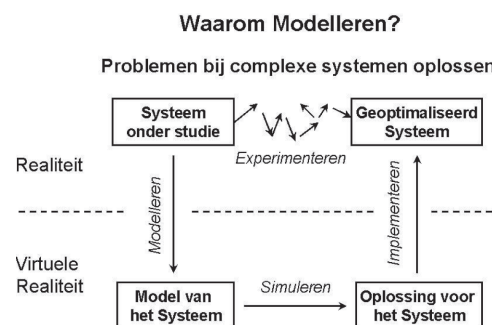 Waarom Modelleren?
Problemen bij complexe systemen oplossen
Systeem
onder studie
Geoptimaliseerd
Systeem
Experimenteren
Realiteit
Modelleren
Implementeren
Virtuele
Realiteit
Simuleren
Model van
het Systeem
Oplossing voor
het Systeem